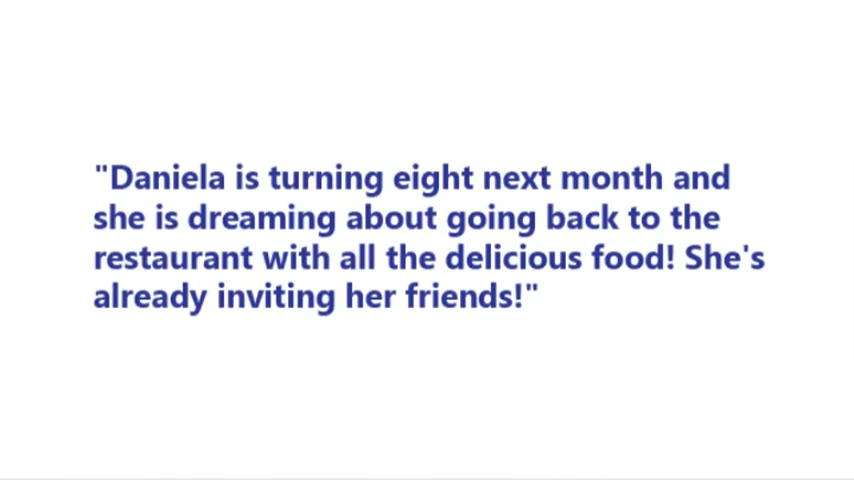 "Daniela is turning eight next month and
she is dreaming about going back to the
restaurant with all the delicious food! She's
already inviting her friends!"